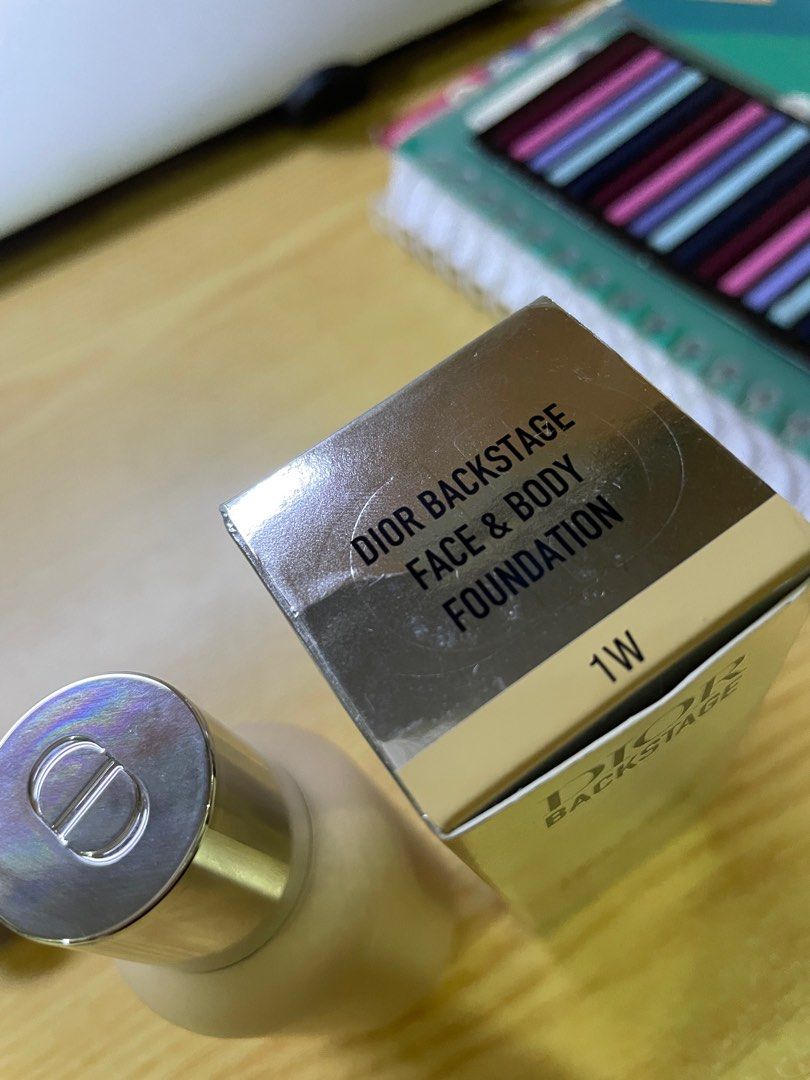 DIOR BACKSTAGE
FACE & BODY
FOUNDATION
1W
DIOR
BACKSTAGE